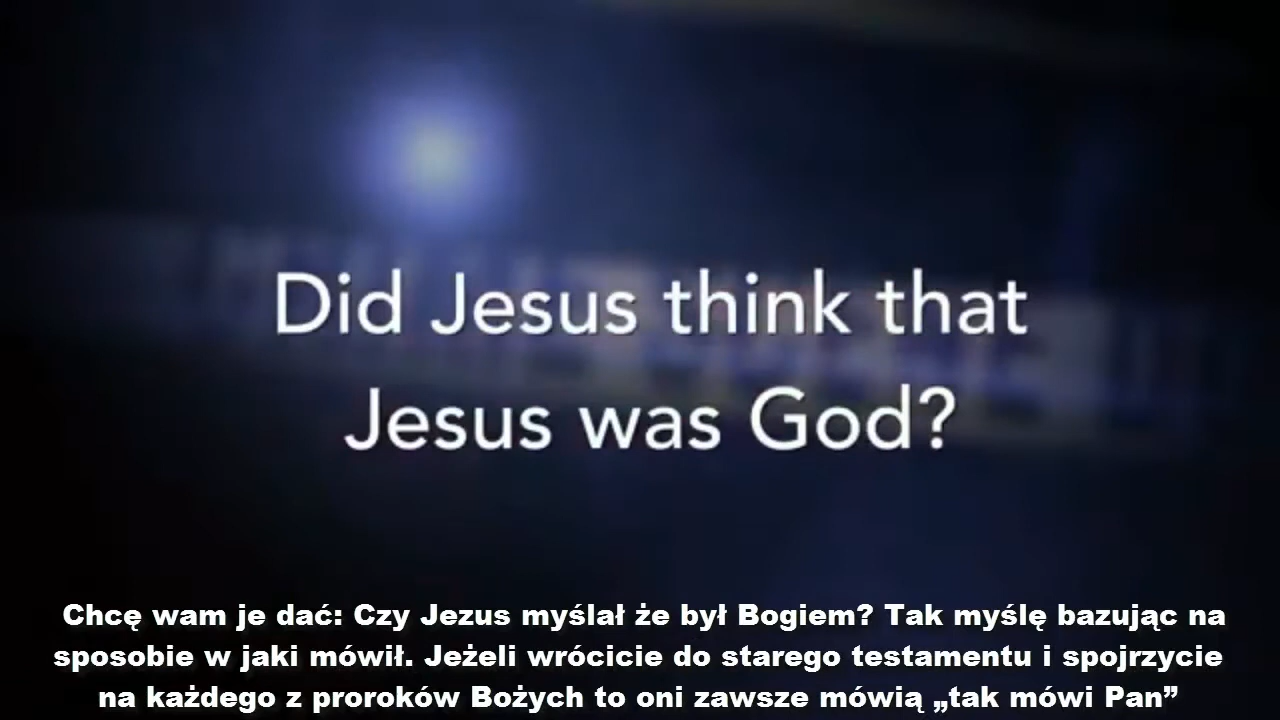 Did Jesus think that
Jesus was God?
Chcę wam je dać: Czy Jezus myślał że był Bogiem? Tak myślę bazując na
sposobie w jaki mówił. Jeżeli wrócicie do starego testamentu i spojrzycie
na każdego z proroków Bożych to oni zawsze mówią „tak mówi Pan”